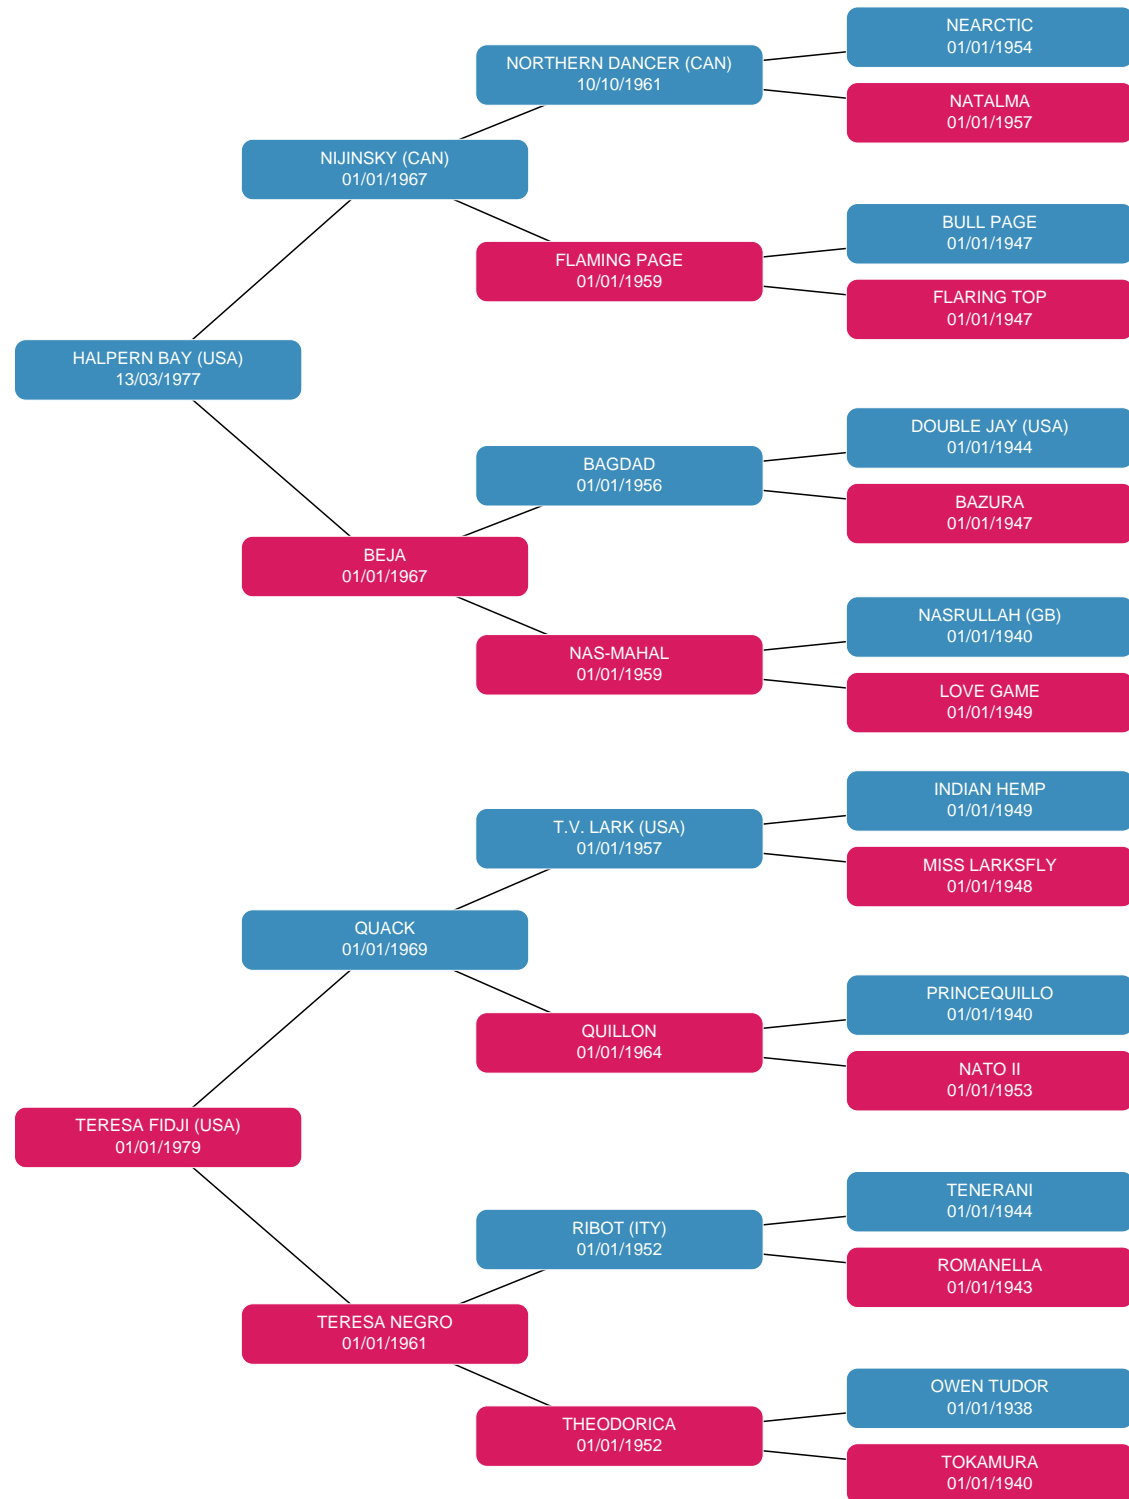 NEARCTIC
01/01/1954
NORTHERN DANCER (CAN)
10/10/1961
NATALMA
01/01/1957
NIJINSKY (CAN)
01/01/1967
BULL PAGE
01/01/1947
FLAMING PAGE
01/01/1959
FLARING TOP
01/01/1947
HALPERN BAY (USA)
13/03/1977
DOUBLE JAY (USA)
01/01/1944
BAGDAD
01/01/1956
BAZURA
01/01/1947
BEJA
01/01/1967
NASRULLAH (GB)
01/01/1940
NAS-MAHAL
01/01/1959
LOVE GAME
01/01/1949
INDIAN HEMP
01/01/1949
T.V. LARK (USA)
01/01/1957
MISS LARKSFLY
01/01/1948
QUACK
01/01/1969
PRINCEQUILLO
01/01/1940
QUILLON
01/01/1964
NATO II
01/01/1953
TERESA FIDJI (USA)
01/01/1979
TENERANI
01/01/1944
RIBOT (ITY)
01/01/1952
ROMANELLA
01/01/1943
TERESA NEGRO
01/01/1961
OWEN TUDOR
01/01/1938
THEODORICA
01/01/1952
TOKAMURA
01/01/1940